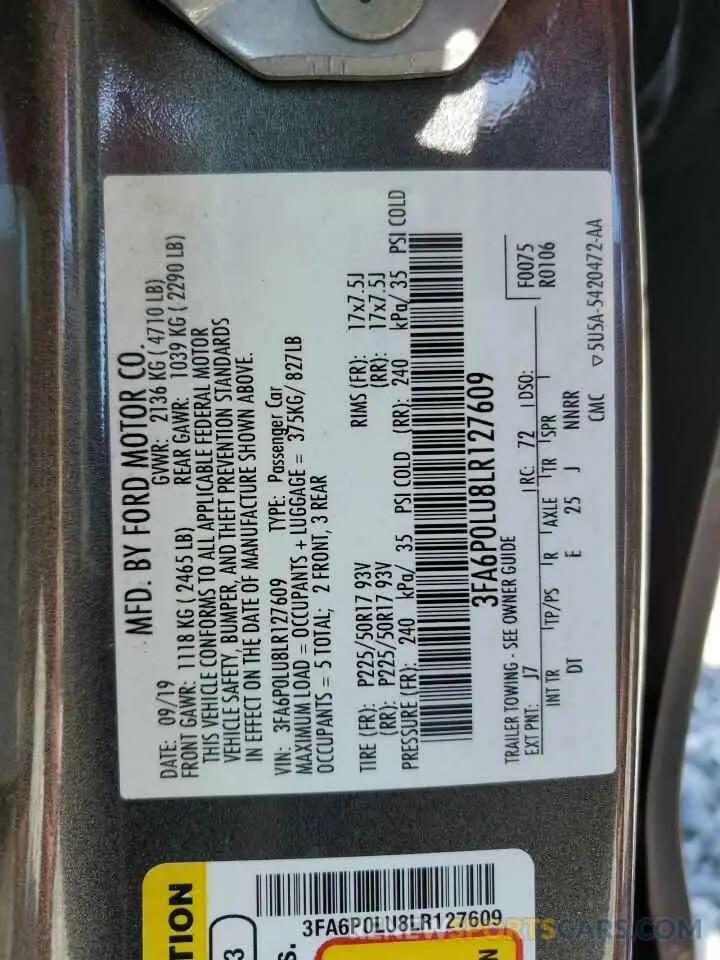 MFD. BY FORD MOTOR CO.
DATE: 09/19 GVWR: 2136 KG ( 4710 LB)
FRONT GAWR: 1118 KG ( 2465 LB) REAR GAWR: 1039 KG ( 2290 LB)
THIS VEHICLE CONFORMS TO ALL APPLICABLE FEDERAL MOTOR
VEHICLE SAFETY, BUMPER, AND THEFT PREVENTION STANDARDS
IN EFFECT ON THE DATE OF MANUFACTURE SHOWN ABOVE.
VIN: 3FA6P0LU8LR127609 TYPE: Passenger Car
MAXIMUM LOAD = OCCUPANTS + LUGGAGE = 375KG/ 827LB
OCCUPANTS = 5 TOTAL; 2 FRONT, 3 REAR
TIRE (FR): P225/50R17 93V RIMS (FR): 17x7.5J
(RR): P225/50R17 93V (RR): 17x7.5J
PRESSURE (FR): 240 kPa/ 35 PSI COLD (RR): 240 kPa/ 35 PSI COLD
3FA6P0LU8LR127609
TRAILER TOWING - SEE OWNER GUIDE
F0075
R0106
EXT PNT: J7 RC: 72 DSO:
INT TR TP/PS R AXLE TR SPR
DT E 25 J NNRR
CMC ▽ 5U5A-5420472-AA
3FA6P0LU8LR127609
TION
3
S.
N
REVIEWSAUTOSCOM